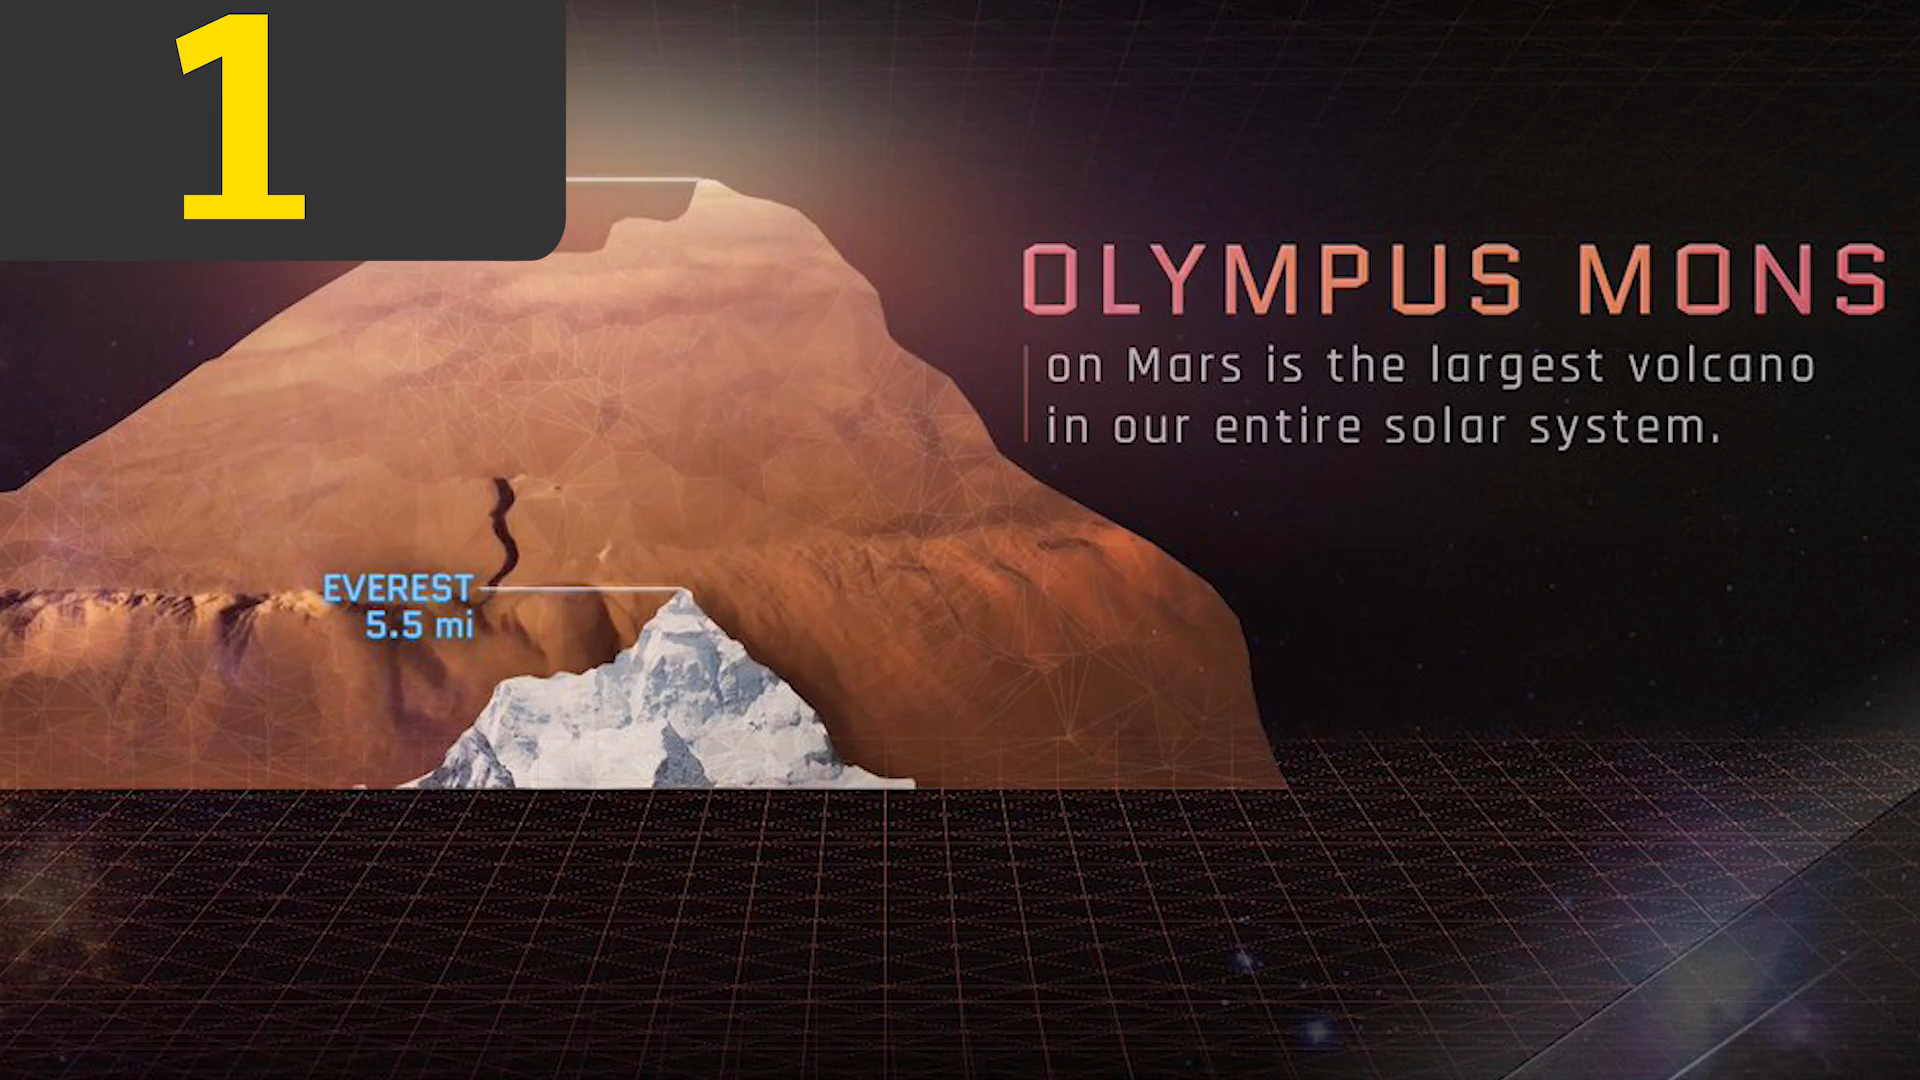 1
OLYMPUS MONS
on Mars is the largest volcano
in our entire solar system.
EVEREST
5.5 mi